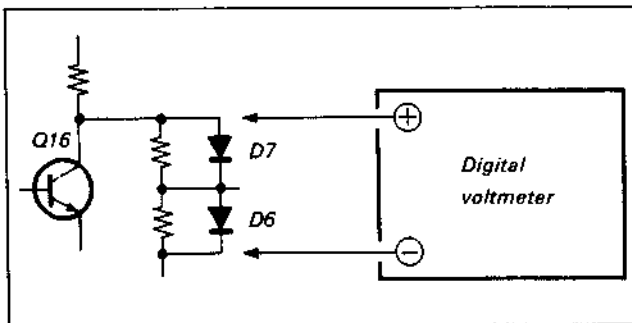 Q16
D7
D6
+
Digital
voltmeter
−